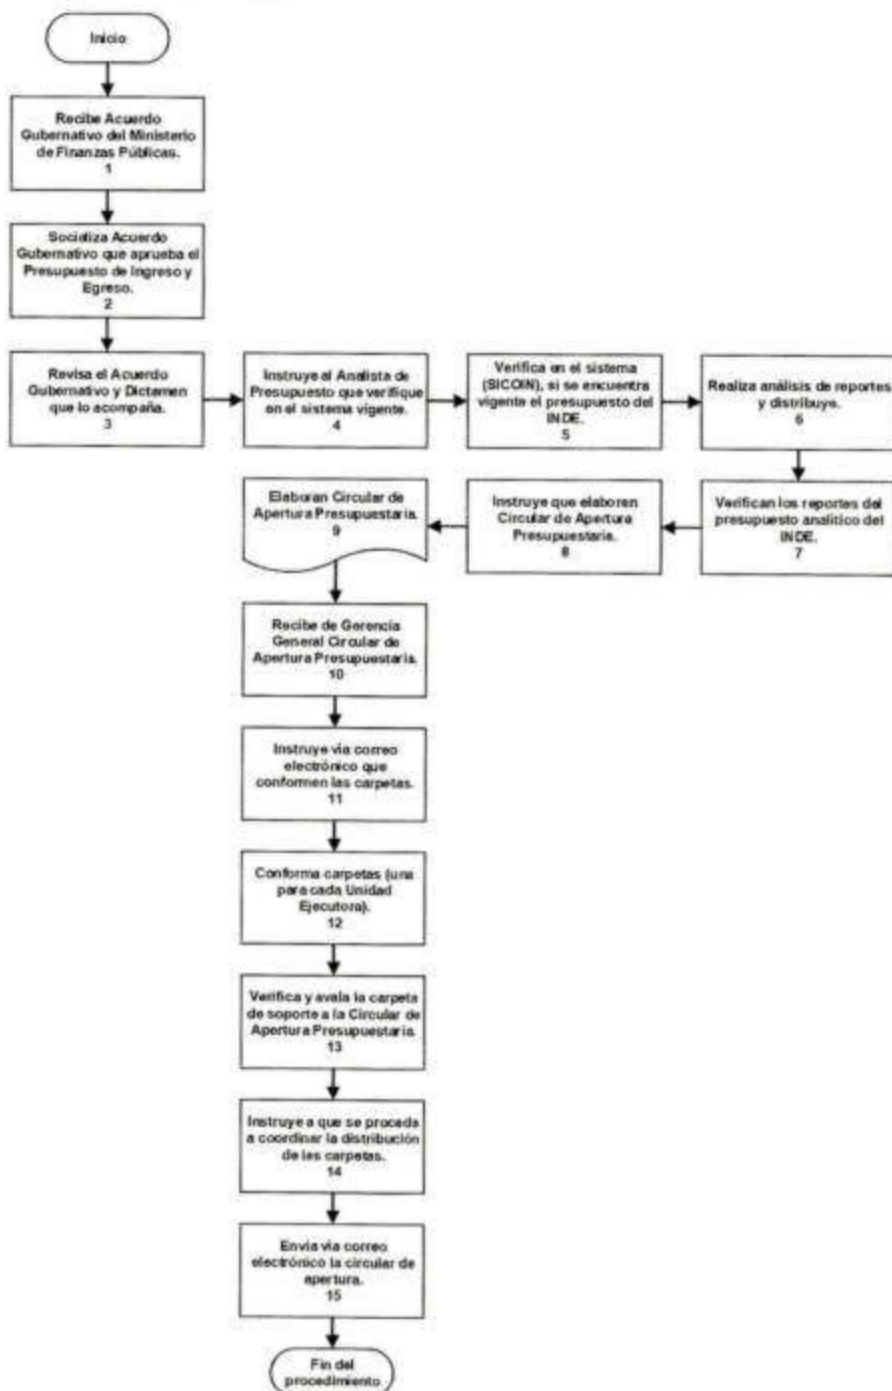 Inicio
Recibe Acuerdo
Gubernativo del Ministerio
de Finanzas Públicas.
1
Socializa Acuerdo
Gubernativo que aprueba el
Presupuesto de Ingreso y
Egreso.
2
Revisa el Acuerdo
Gubernativo y Dictamen
que lo acompaña.
3
Instruye al Analista de
Presupuesto que verifique
en el sistema vigente.
4
Verifica en el sistema
(SICOIN), si se encuentra
vigente el presupuesto del
INDE.
5
Realiza análisis de reportes
y distribuye.
6
Verifican los reportes del
presupuesto analítico del
INDE.
7
Instruye que elaboren
Circular de Apertura
Presupuestaria.
8
Elaboran Circular de
Apertura Presupuestaria.
9
Recibe de Gerencia
General Circular de
Apertura Presupuestaria.
10
Instruye via correo
electrónico que
conformen las carpetas.
11
Conforma carpetas (una
para cada Unidad
Ejecutora).
12
Verifica y avala la carpeta
de soporte a la Circular de
Apertura Presupuestaria
13
Instruye a que se proceda
a coordinar la distribución
de las carpetas.
14
Envia via correo
electrónico la circular de
apertura.
15
Fin del
procedimiento